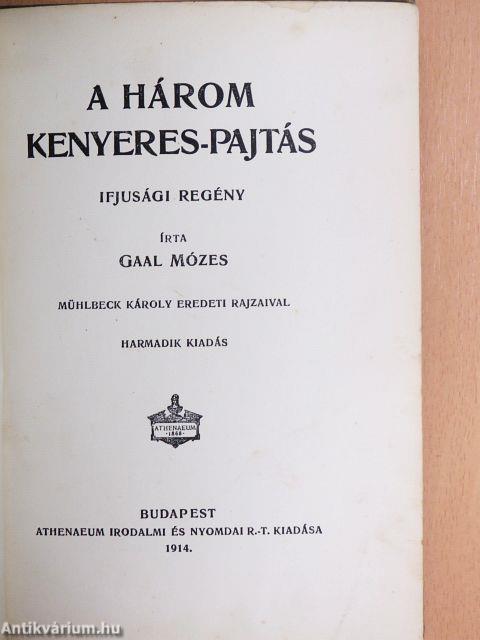 A HÁROM
KENYERES-PAJTÁS
IFJUSÁGI REGÉNY
ÍRTA
GAAL MÓZES
MÜHLBECK KÁROLY EREDETI RAJZAIVAL
HARMADIK KIADÁS
ATHENAEUM
·1868·
BUDAPEST
ATHENAEUM IRODALMI ÉS NYOMDAI R.-T. KIADÁSA
1914.
Antikvárium.hu